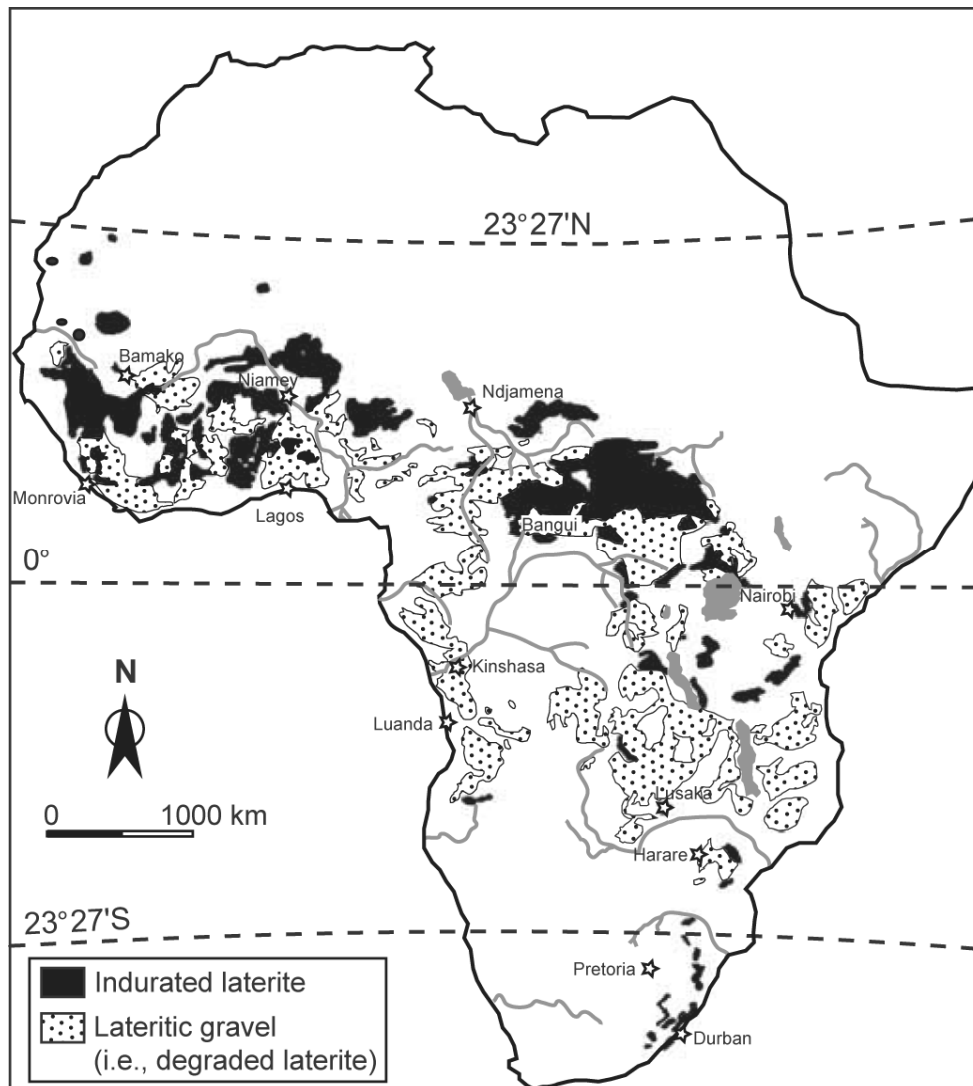 23°27'N
Bamako
Niamey
Ndjamena
Monrovia
Lagos
Bangui
0°
Nairobi
Kinshasa
N
Luanda
0 1000 km
Lusaka
Harare
23°27'S
Pretoria
Indurated laterite
Lateritic gravel
(i.e., degraded laterite)
Durban